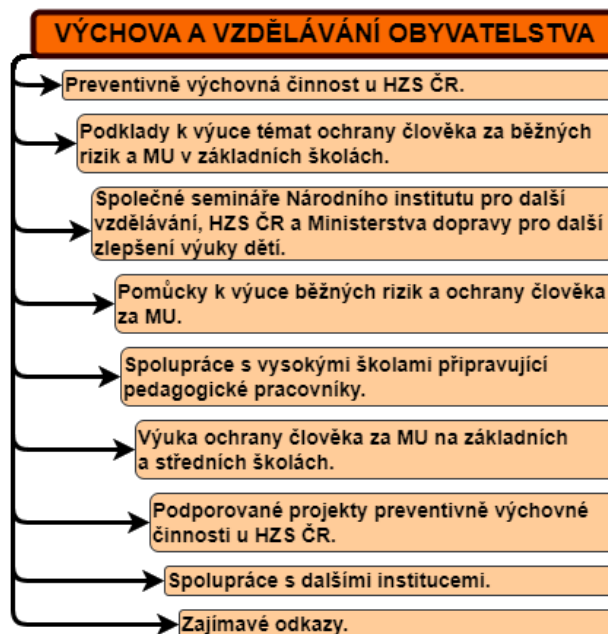 VÝCHOVA A VZDĚLÁVÁNÍ OBYVATELSTVA
Preventivně výchovná činnost u HZS ČR.
Podklady k výuce témat ochrany člověka za běžných
rizik a MU v základních školách.
Společné semináře Národního institutu pro další
vzdělávání, HZS ČR a Ministerstva dopravy pro další
zlepšení výuky dětí.
Pomůcky k výuce běžných rizik a ochrany člověka
za MU.
Spolupráce s vysokými školami připravující
pedagogické pracovníky.
Výuka ochrany člověka za MU na základních
a středních školách.
Podporované projekty preventivně výchovné
činnosti u HZS ČR.
Spolupráce s dalšími institucemi.
Zajímavé odkazy.